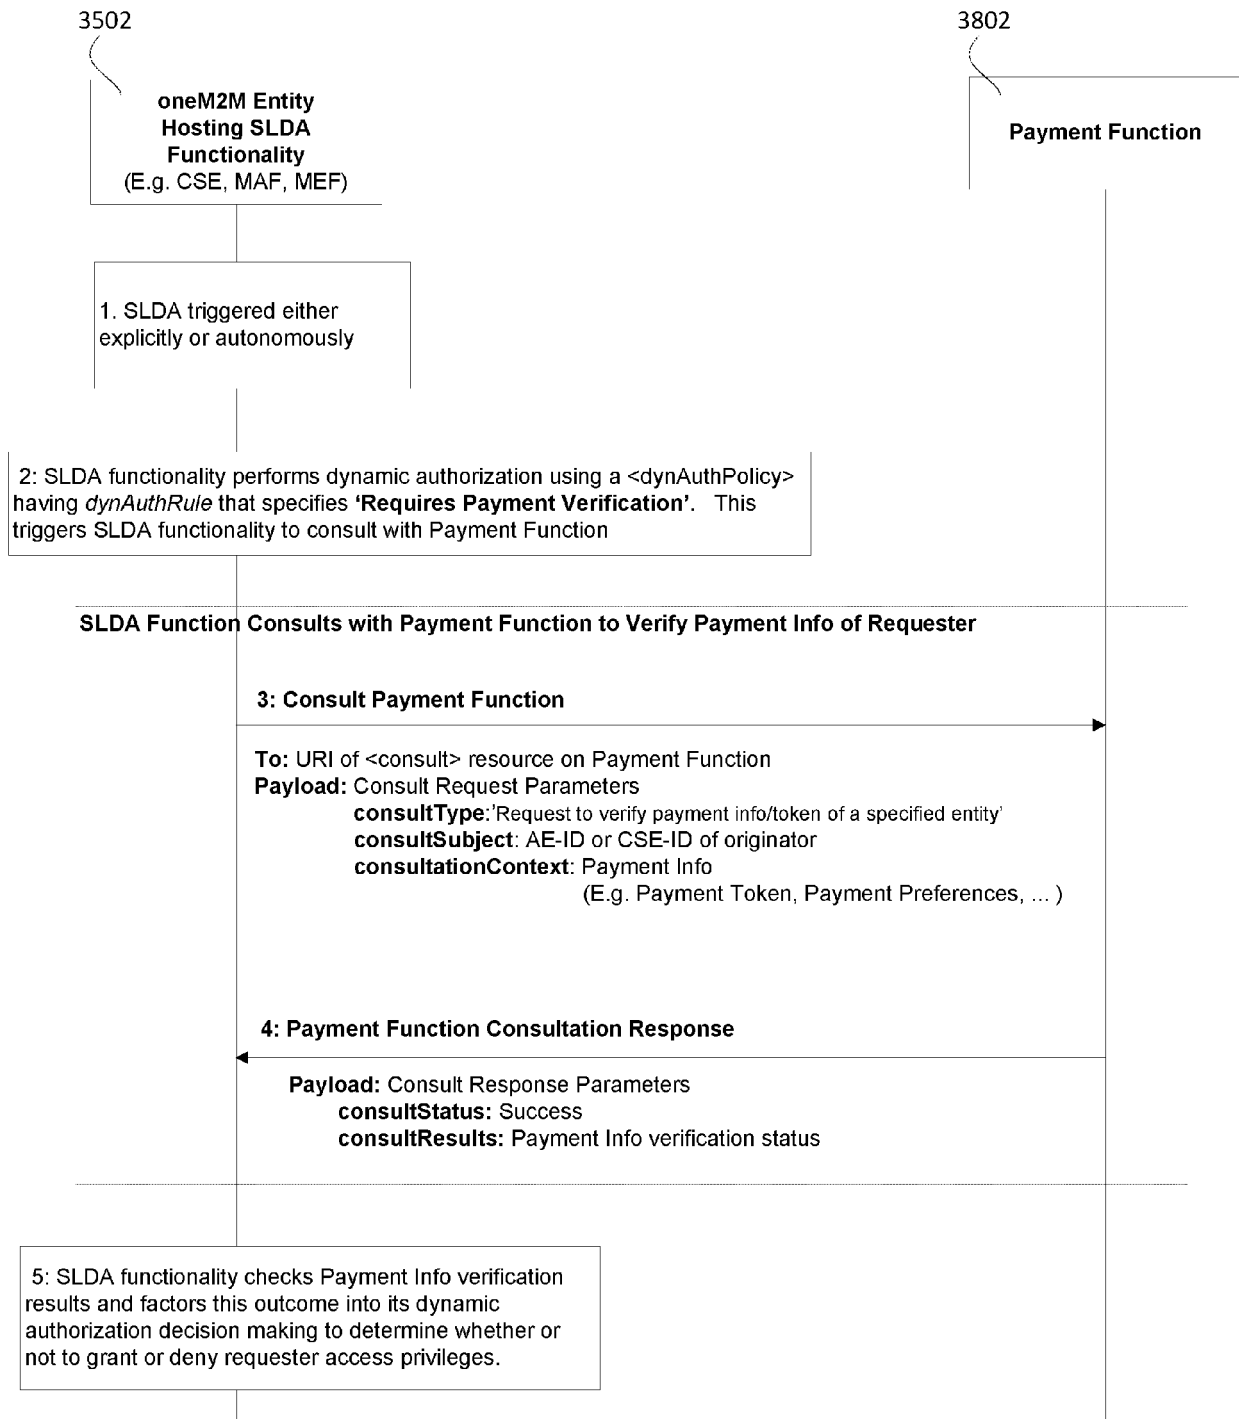 3502
3802
oneM2M Entity
Hosting SLDA
Functionality
(E.g. CSE, MAF, MEF)
Payment Function
1. SLDA triggered either
explicitly or autonomously
2: SLDA functionality performs dynamic authorization using a <dynAuthPolicy>
having dynAuthRule that specifies ‘Requires Payment Verification’. This
triggers SLDA functionality to consult with Payment Function
SLDA Function Consults with Payment Function to Verify Payment Info of Requester
3: Consult Payment Function
To: URI of <consult> resource on Payment Function
Payload: Consult Request Parameters
consultType:’Request to verify payment info/token of a specified entity’
consultSubject: AE-ID or CSE-ID of originator
consultationContext: Payment Info
(E.g. Payment Token, Payment Preferences, ... )
4: Payment Function Consultation Response
Payload: Consult Response Parameters
consultStatus: Success
consultResults: Payment Info verification status
5: SLDA functionality checks Payment Info verification
results and factors this outcome into its dynamic
authorization decision making to determine whether or
not to grant or deny requester access privileges.